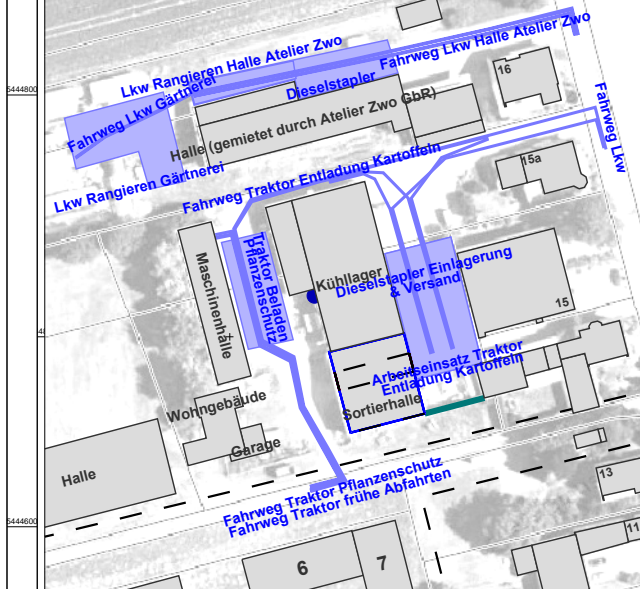 Lkw Rangieren Halle Atelier Zwo
Fahrweg Lkw Halle Atelier Zwo
Fahrweg Lkw Gärtnerei
Dieselstapler
16
5444800
Halle (gemietet durch Atelier Zwo GbR)
Fahrweg Lkw
15a
Lkw Rangieren Gärtnerei
Fahrweg Traktor Entladung Kartoffeln
Maschinenhalle
Traktor Beladen
Pflanzenschutz
Kühllager
Dieselstapler Einlagerung
& Versand
15
Arbeitseinsatz Traktor
Entladung Kartoffeln
Wohngebäude
Sortierhalle
Garage
Halle
13
Fahrweg Traktor Pflanzenschutz
Fahrweg Traktor frühe Abfahrten
5444600
11
6
7